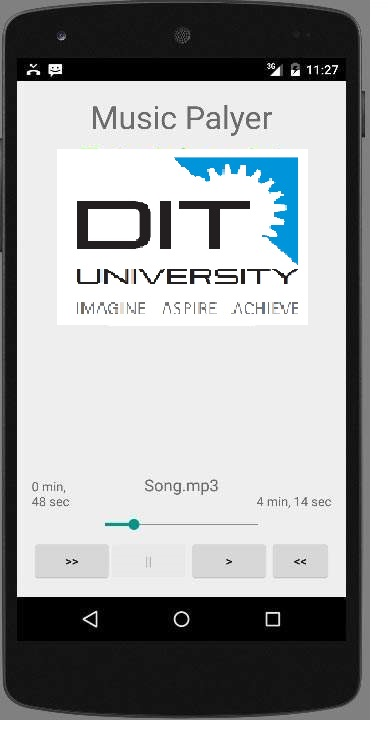 3G 11:27
Music Palyer
DIT
UNIVERSITY
IMAGINE ASPIRE ACHIEVE
0 min,
48 sec
Song.mp3
4 min, 14 sec
>> || > <<